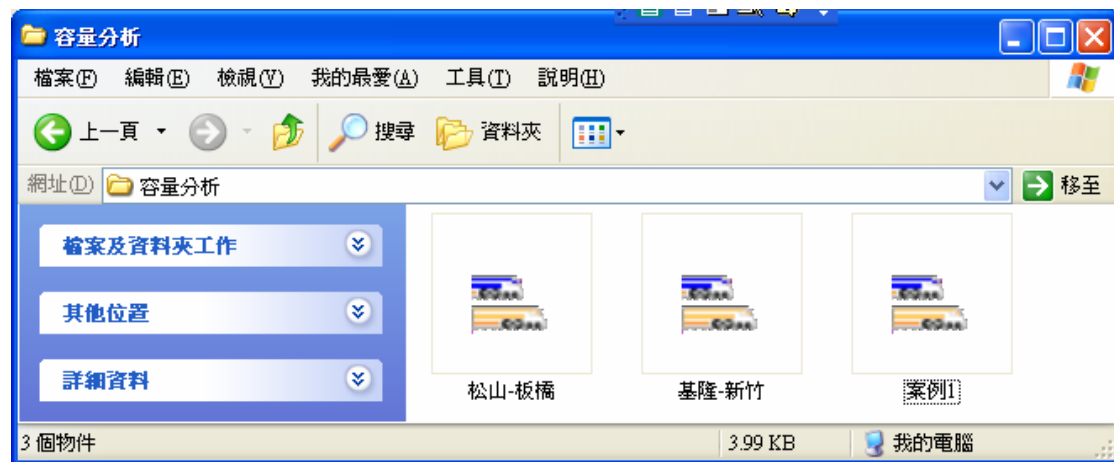 容量分析
檔案(F) 編輯(E) 檢視(V) 我的最愛(A) 工具(T) 說明(H)
上一頁 搜尋 資料夾
網址(D) 容量分析 移至
檔案及資料夾工作
其他位置
詳細資料
松山-板橋 基隆-新竹 案例1
3 個物件 3.99 KB 我的電腦